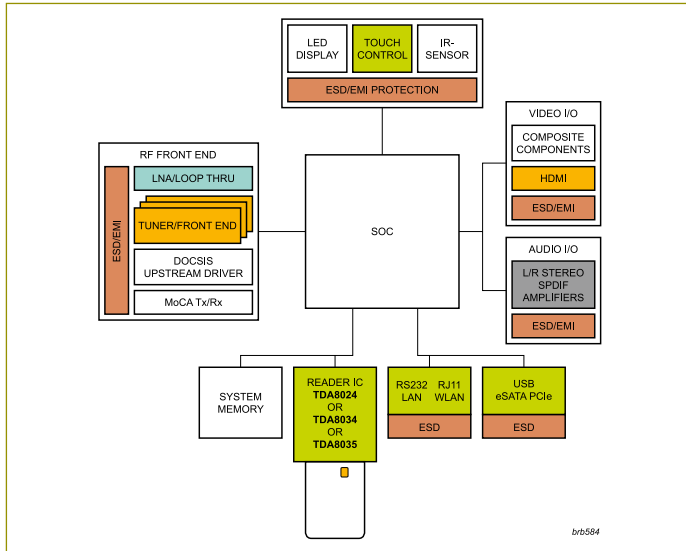 LED
DISPLAY
TOUCH
CONTROL
IR-
SENSOR
ESD/EMI PROTECTION
RF FRONT END
ESD/EMI
LNA/LOOP THRU
TUNER/FRONT END
DOCSIS
UPSTREAM DRIVER
MoCA Tx/Rx
SOC
VIDEO I/O
COMPOSITE
COMPONENTS
HDMI
ESD/EMI
AUDIO I/O
L/R STEREO
SPDIF
AMPLIFIERS
ESD/EMI
SYSTEM
MEMORY
READER IC
TDA8024
OR
TDA8034
OR
TDA8035
RS232 RJ11
LAN WLAN
ESD
USB
eSATA PCIe
ESD
brb584